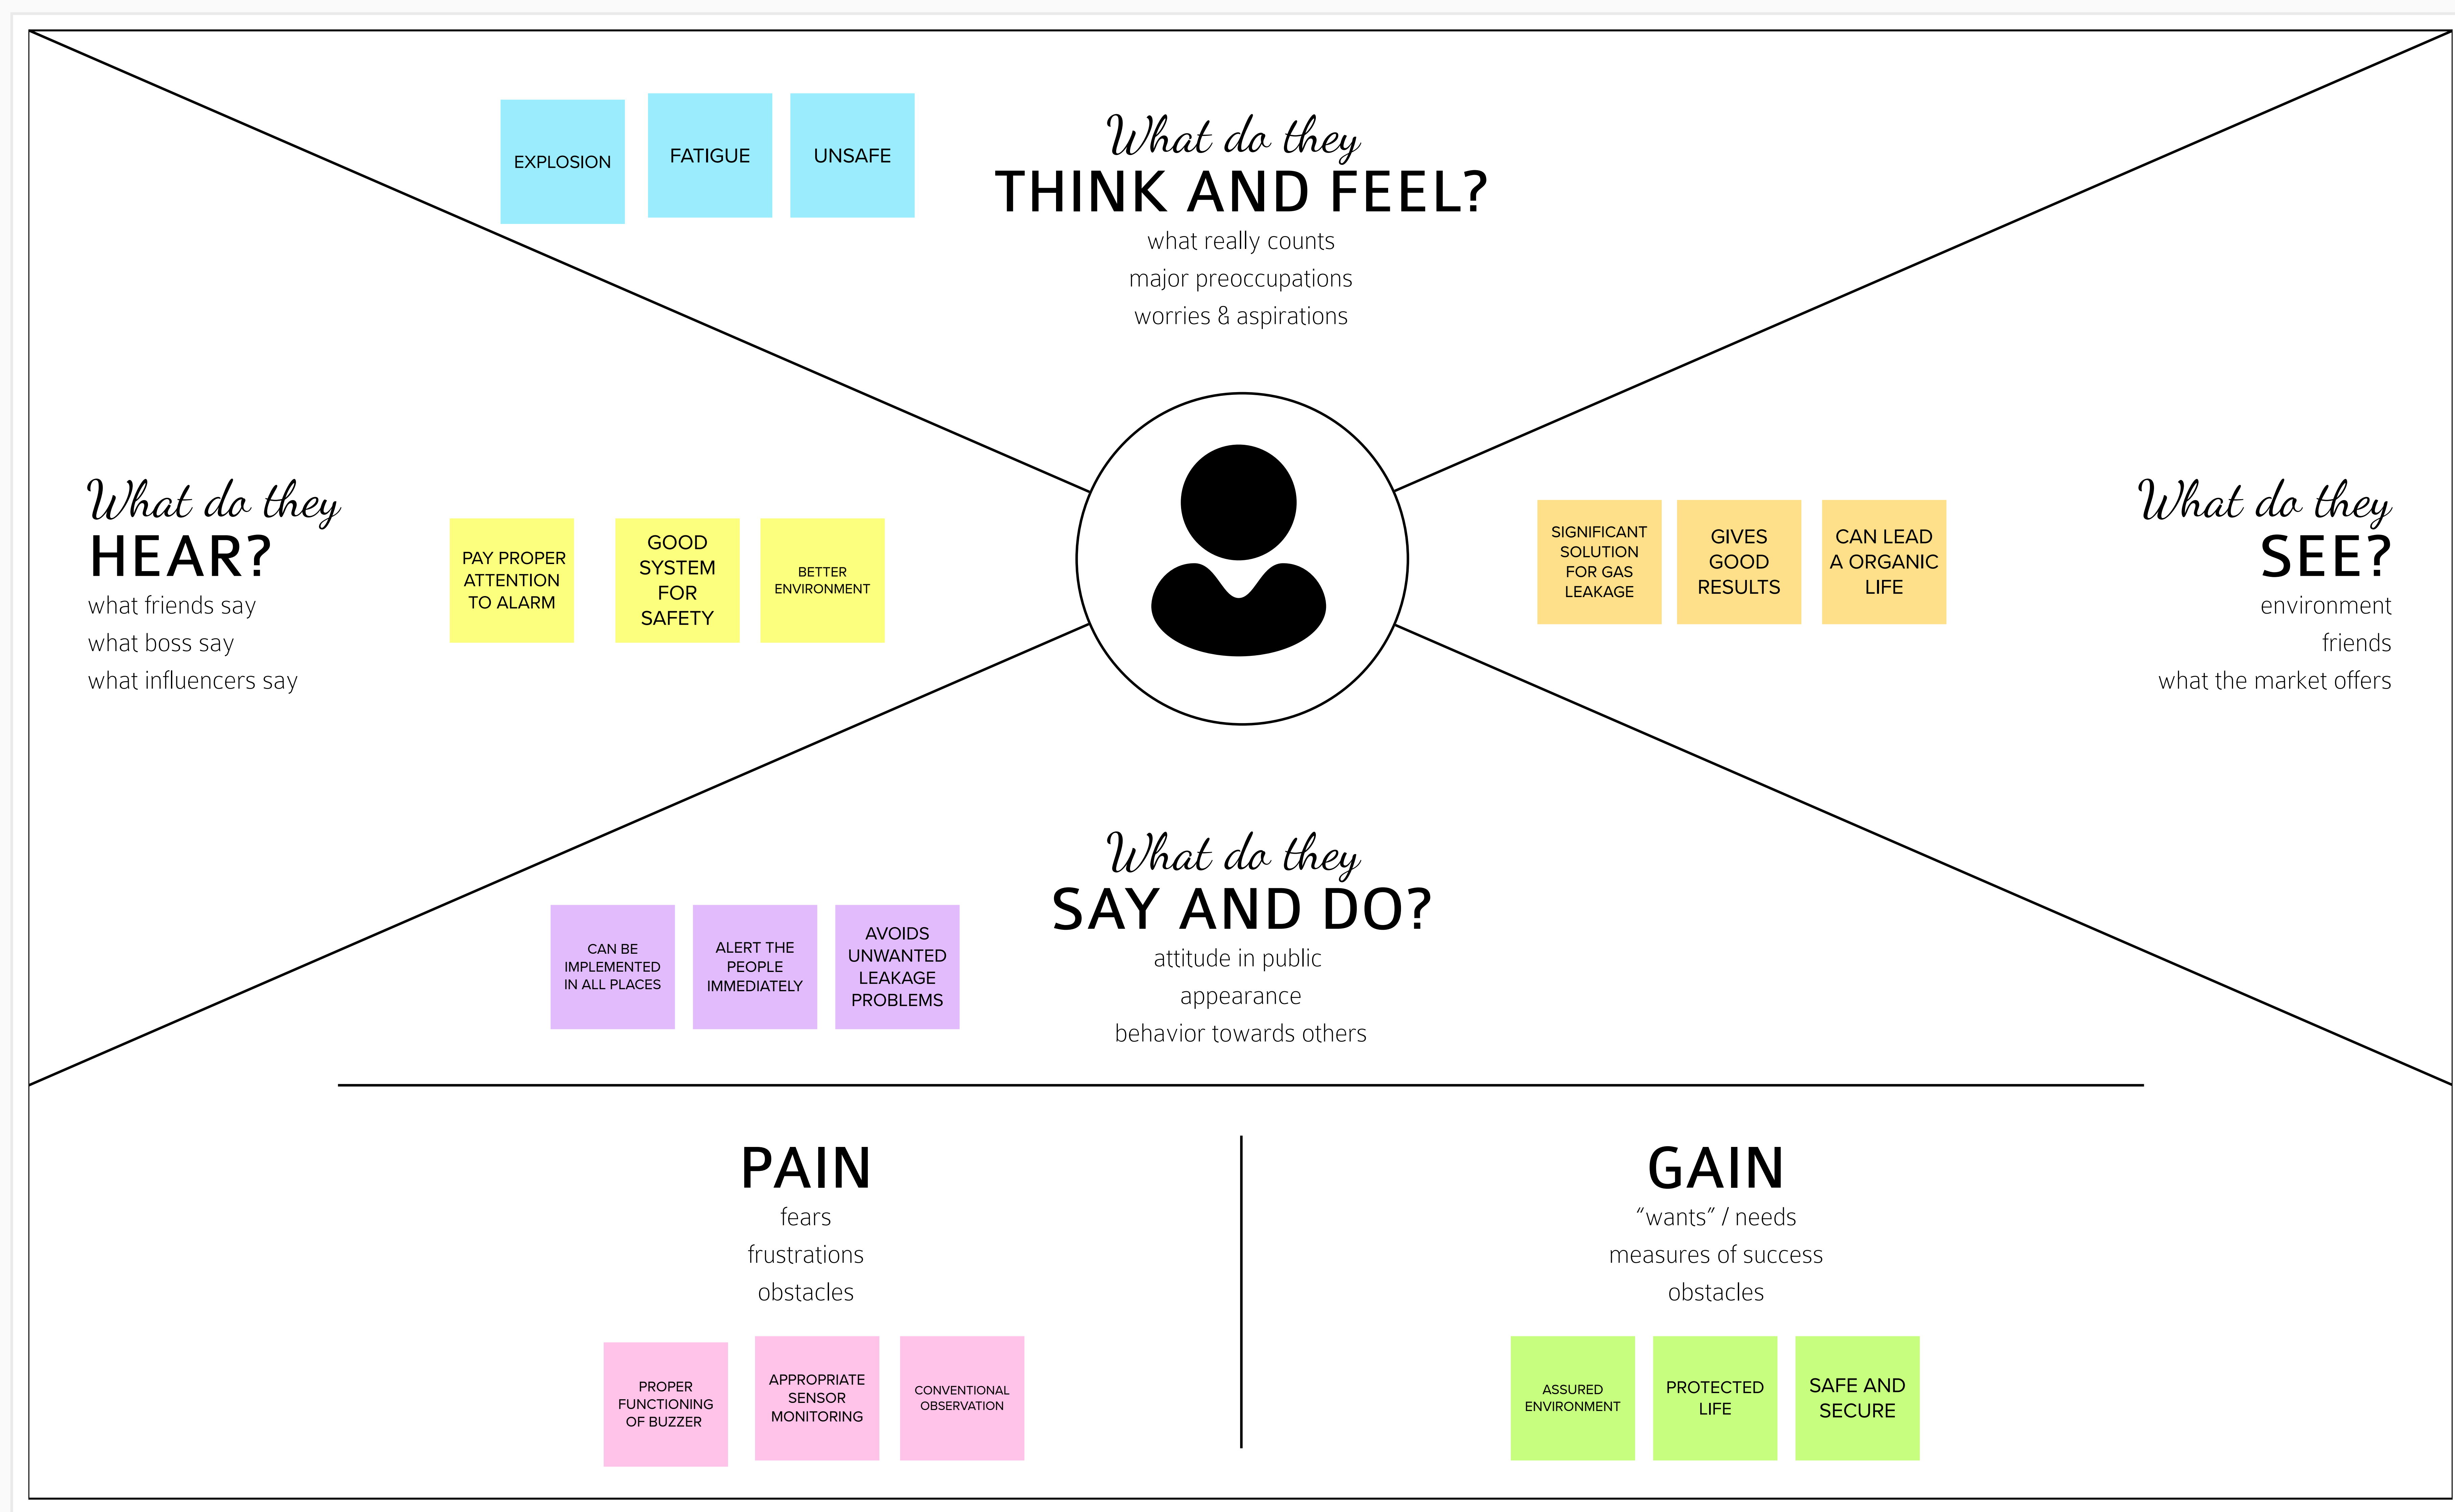 EXPLOSION
FATIGUE
UNSAFE
What do they
THINK AND FEEL?
what really counts
major preoccupations
worries & aspirations
What do they
HEAR?
what friends say
what boss say
what influencers say
PAY PROPER
ATTENTION
TO ALARM
GOOD
SYSTEM
FOR
SAFETY
BETTER
ENVIRONMENT
SIGNIFICANT
SOLUTION
FOR GAS
LEAKAGE
GIVES
GOOD
RESULTS
CAN LEAD
A ORGANIC
LIFE
What do they
SEE?
environment
friends
what the market offers
CAN BE
IMPLEMENTED
IN ALL PLACES
ALERT THE
PEOPLE
IMMEDIATELY
AVOIDS
UNWANTED
LEAKAGE
PROBLEMS
What do they
SAY AND DO?
attitude in public
appearance
behavior towards others
PAIN
fears
frustrations
obstacles
PROPER
FUNCTIONING
OF BUZZER
APPROPRIATE
SENSOR
MONITORING
CONVENTIONAL
OBSERVATION
GAIN
“wants” / needs
measures of success
obstacles
ASSURED
ENVIRONMENT
PROTECTED
LIFE
SAFE AND
SECURE